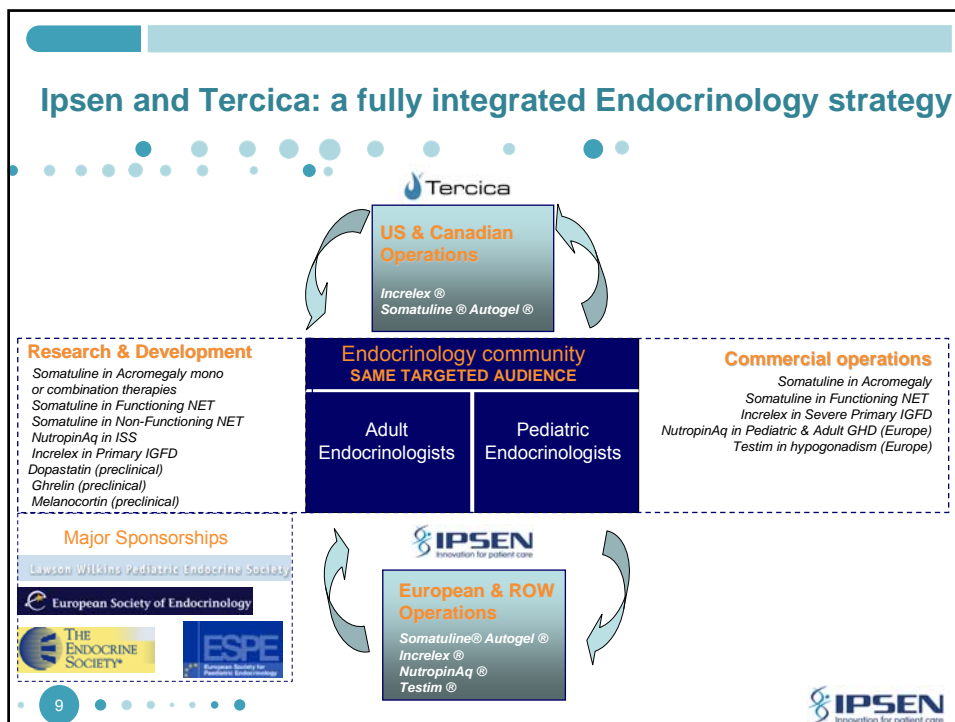 Ipsen and Tercica: a fully integrated Endocrinology strategy
Tercica
US & Canadian
Operations
Increlex ®
Somatuline ® Autogel ®
Research & Development
Somatuline in Acromegaly mono
or combination therapies
Somatuline in Functioning NET
Somatuline in Non-Functioning NET
NutropinAq in ISS
Increlex in Primary IGFD
Dopastatin (preclinical)
Ghrelin (preclinical)
Melanocortin (preclinical)
Endocrinology community
SAME TARGETED AUDIENCE
Adult
Endocrinologists
Pediatric
Endocrinologists
Commercial operations
Somatuline in Acromegaly
Somatuline in Functioning NET
Increlex in Severe Primary IGFD
NutropinAq in Pediatric & Adult GHD (Europe)
Testim in hypogonadism (Europe)
Major Sponsorships
Lawson Wilkins Pediatric Endocrine Society
European Society of Endocrinology
THE
ENDOCRINE
SOCIETY®
ESPE
European Society for
Paediatric Endocrinology
IPSEN
Innovation for patient care
European & ROW
Operations
Somatuline® Autogel ®
Increlex ®
NutropinAq ®
Testim ®
9
IPSEN
Innovation for patient care